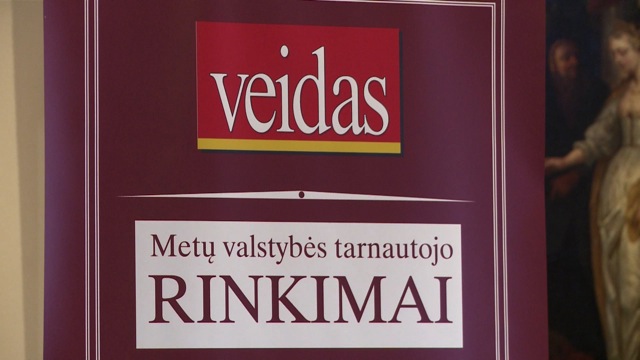 veidas
Metų valstybės tarnautojo
RINKIMAI